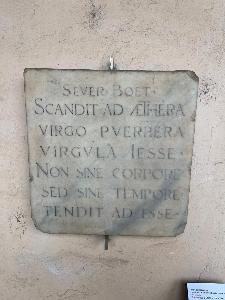 SEVER BOET·
SCANDIT AD ÆTHERA
VIRGO PVERPERA
VIRGVLA IESSE·
NON SINE CORPORE
SED SINE TEMPORE
TENDIT AD ESSE·